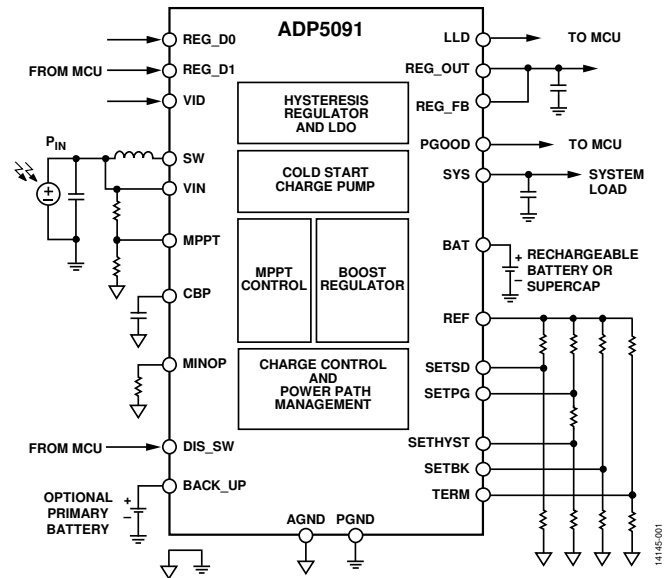 ADP5091
REG_D0
FROM MCU
REG_D1
VID
PIN
SW
VIN
MPPT
CBP
MINOP
FROM MCU
DIS_SW
BACK_UP
OPTIONAL
PRIMARY
BATTERY
HYSTERESIS
REGULATOR
AND LDO
COLD START
CHARGE PUMP
MPPT
CONTROL
BOOST
REGULATOR
CHARGE CONTROL
AND
POWER PATH
MANAGEMENT
AGND
PGND
LLD
TO MCU
REG_OUT
REG_FB
PGOOD
TO MCU
SYS
SYSTEM
LOAD
BAT
RECHARGEABLE
BATTERY OR
SUPERCAP
REF
SETSD
SETPG
SETHYST
SETBK
TERM
14145-001